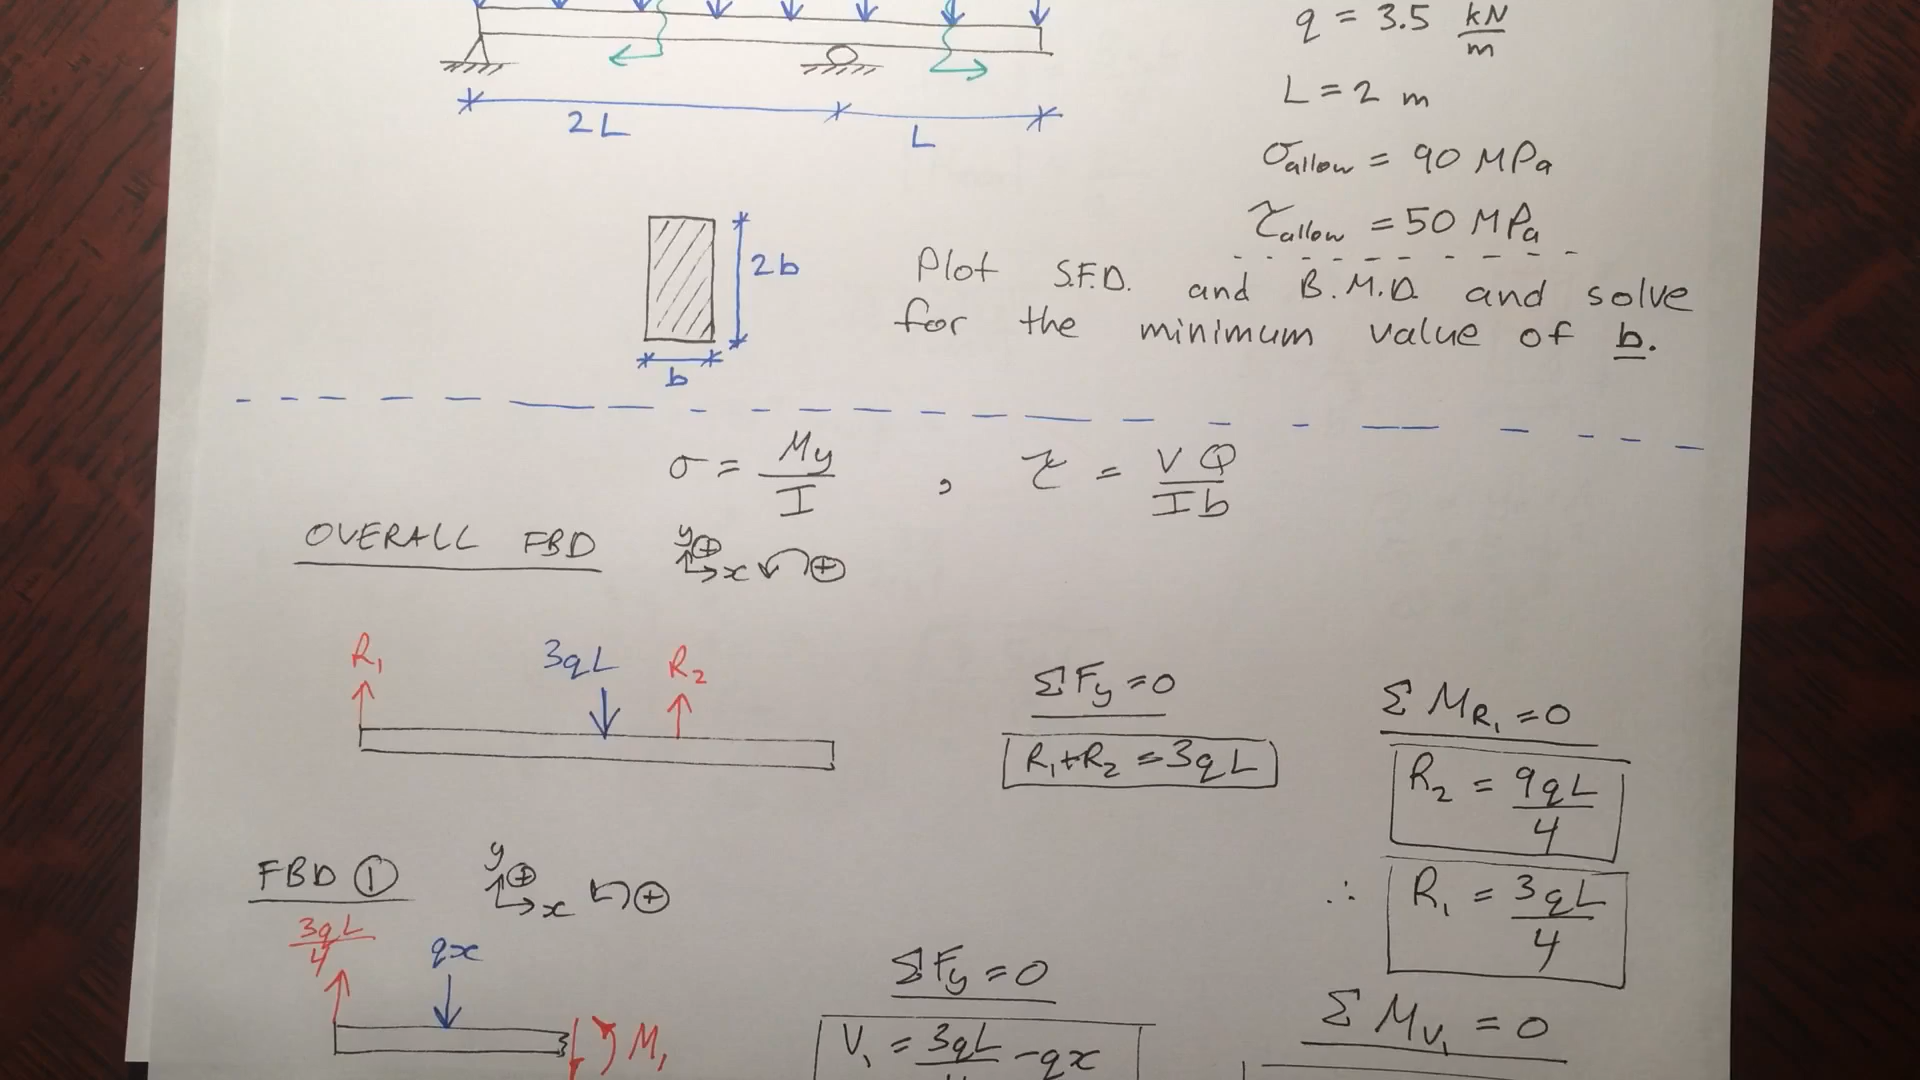 q = 3.5 kN/m
L = 2 m
2L
L
σallow = 90 MPa
τallow = 50 MPa
2b
b
Plot S.F.D. and B.M.D. and solve
for the minimum value of b.
σ = My/I , τ = VQ/Ib
OVERALL FBD
y ⊕
x ⊕
R1
3qL
R2
ΣFy = 0
R1+R2 = 3qL
ΣMR1 = 0
R2 = 9qL/4
∴ R1 = 3qL/4
FBD ①
y ⊕
x ⊕
3qL/4
qx
M1
ΣFy = 0
V1 = 3qL/4 - qx
ΣMV1 = 0